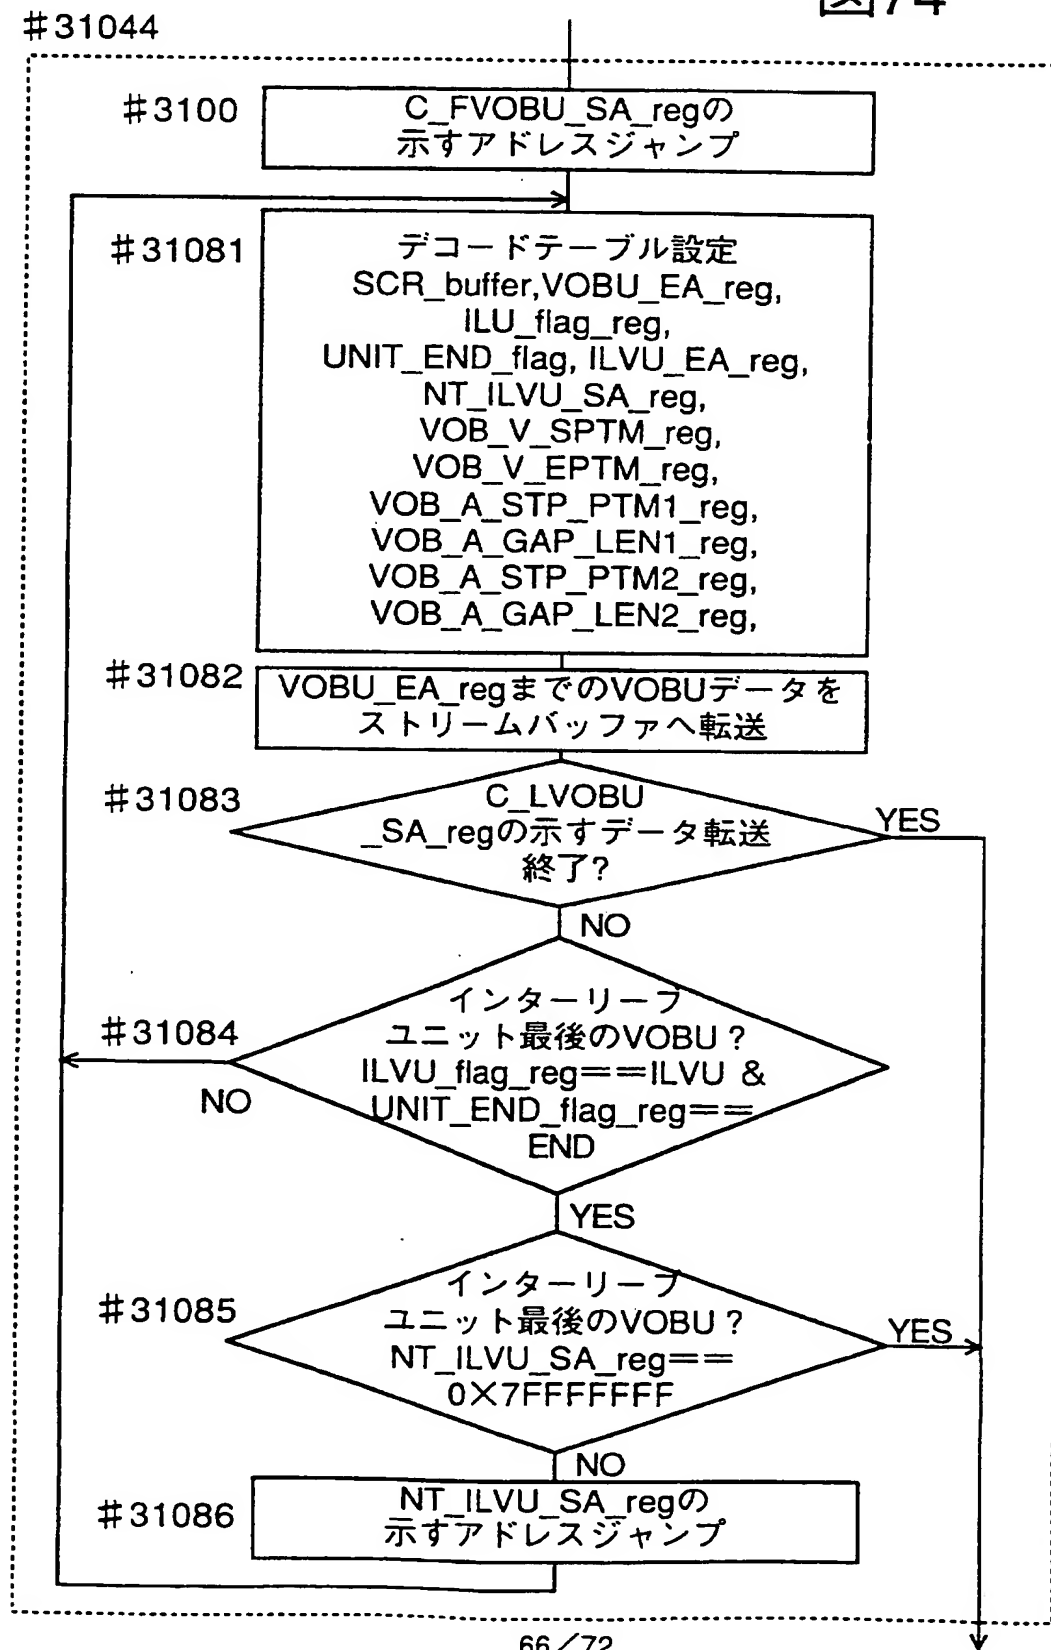 図74
#31044
#3100
C_FVOBU_SA_regの
示すアドレスジャンプ
#31081
デコードテーブル設定
SCR_buffer,VOBU_EA_reg,
ILU_flag_reg,
UNIT_END_flag, ILVU_EA_reg,
NT_ILVU_SA_reg,
VOB_V_SPTM_reg,
VOB_V_EPTM_reg,
VOB_A_STP_PTM1_reg,
VOB_A_GAP_LEN1_reg,
VOB_A_STP_PTM2_reg,
VOB_A_GAP_LEN2_reg,
#31082
VOBU_EA_regまでのVOBUデータを
ストリームバッファへ転送
#31083
C_LVOBU
_SA_regの示すデータ転送
終了?
YES
NO
#31084
インターリーブ
ユニット最後のVOBU?
ILVU_flag_reg==ILVU &
UNIT_END_flag_reg==
END
NO
YES
#31085
インターリーブ
ユニット最後のVOBU?
NT_ILVU_SA_reg==
0X7FFFFFFF
YES
NO
#31086
NT_ILVU_SA_regの
示すアドレスジャンプ
66/72